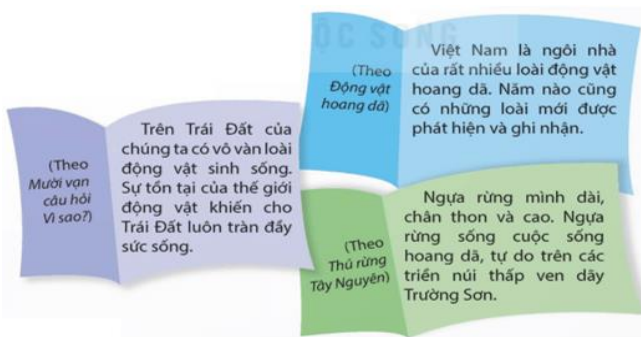 ỘC SỐNG
(Theo
Mười vạn
câu hỏi
Vì sao?)
Trên Trái Đất của
chúng ta có vô vàn loài
động vật sinh sống.
Sự tồn tại của thế giới
động vật khiến cho
Trái Đất luôn tràn đầy
sức sống.
(Theo
Động vật
hoang dã)
Việt Nam là ngôi nhà
của rất nhiều loài động vật
hoang dã. Năm nào cũng
có những loài mới được
phát hiện và ghi nhận.
(Theo
Thú rừng
Tây Nguyên)
Ngựa rừng mình dài,
chân thon và cao. Ngựa
rừng sống cuộc sống
hoang dã, tự do trên các
triền núi thấp ven dãy
Trường Sơn.